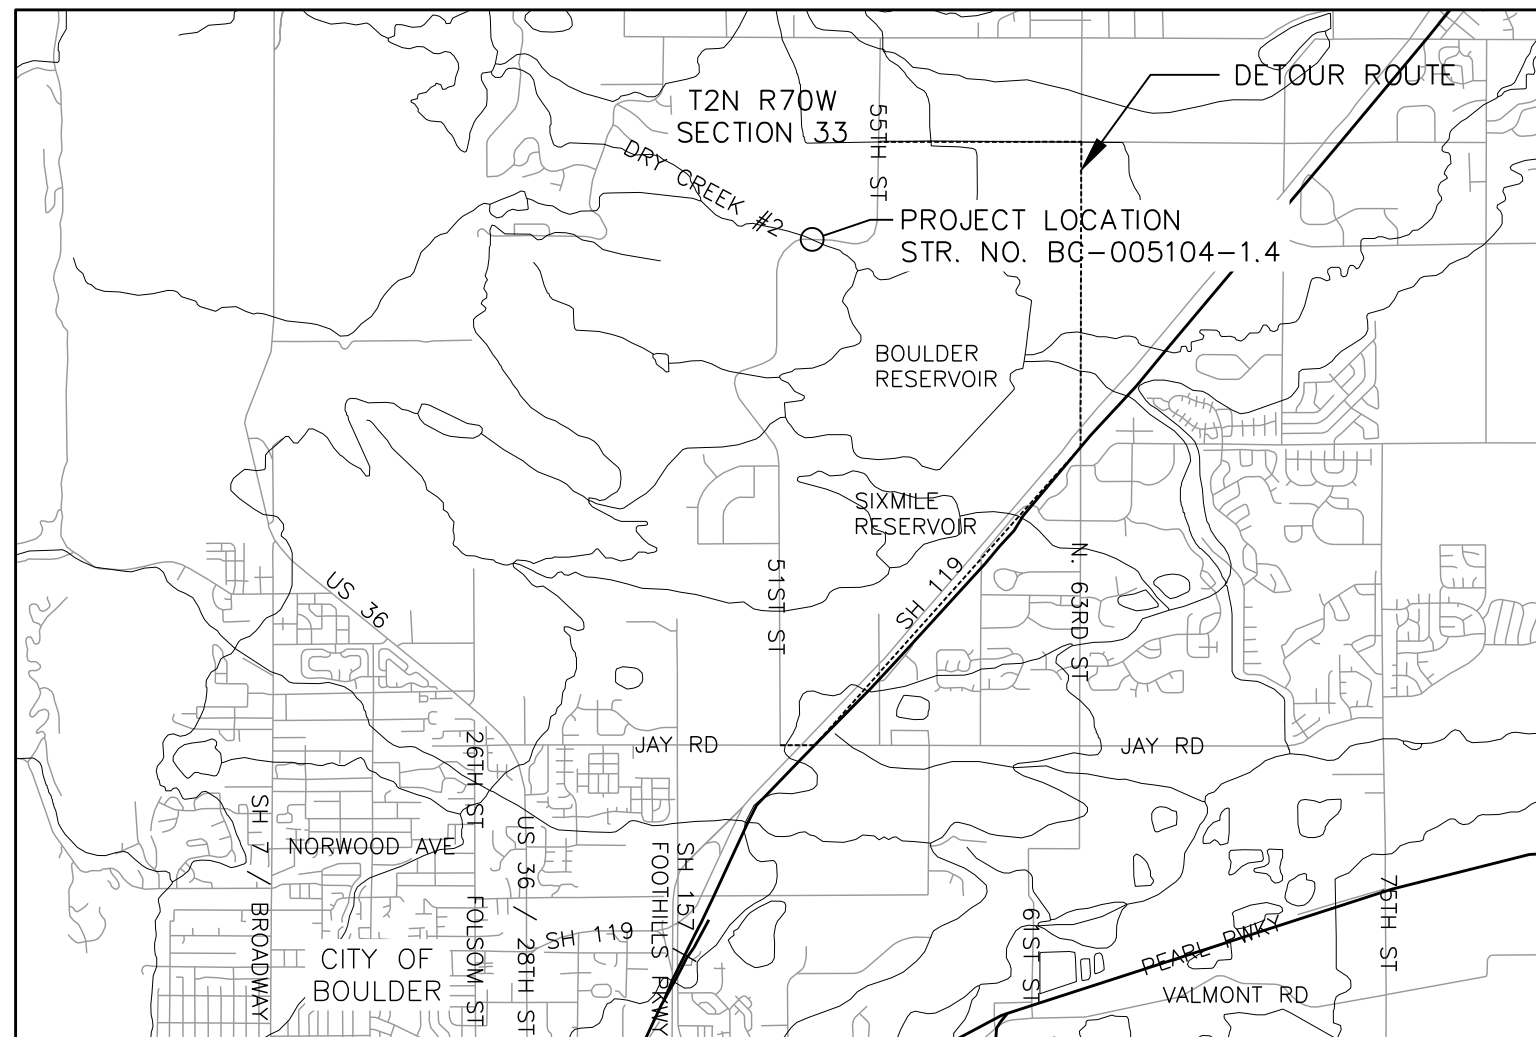 DETOUR ROUTE
T2N R70W
SECTION 33
55TH ST
DRY CREEK #2
PROJECT LOCATION
STR. NO. BC-005104-1.4
BOULDER
RESERVOIR
SIXMILE
RESERVOIR
US 36
51ST ST
SH 119
N. 63RD ST
JAY RD
JAY RD
26TH ST
SH 7 / BROADWAY
NORWOOD AVE
US 36 / 28TH ST
SH 157 /
FOOTHILLS PKWY
FOLSOM ST
SH 119
CITY OF
BOULDER
61ST ST
PEARL PWKY
75TH ST
VALMONT RD